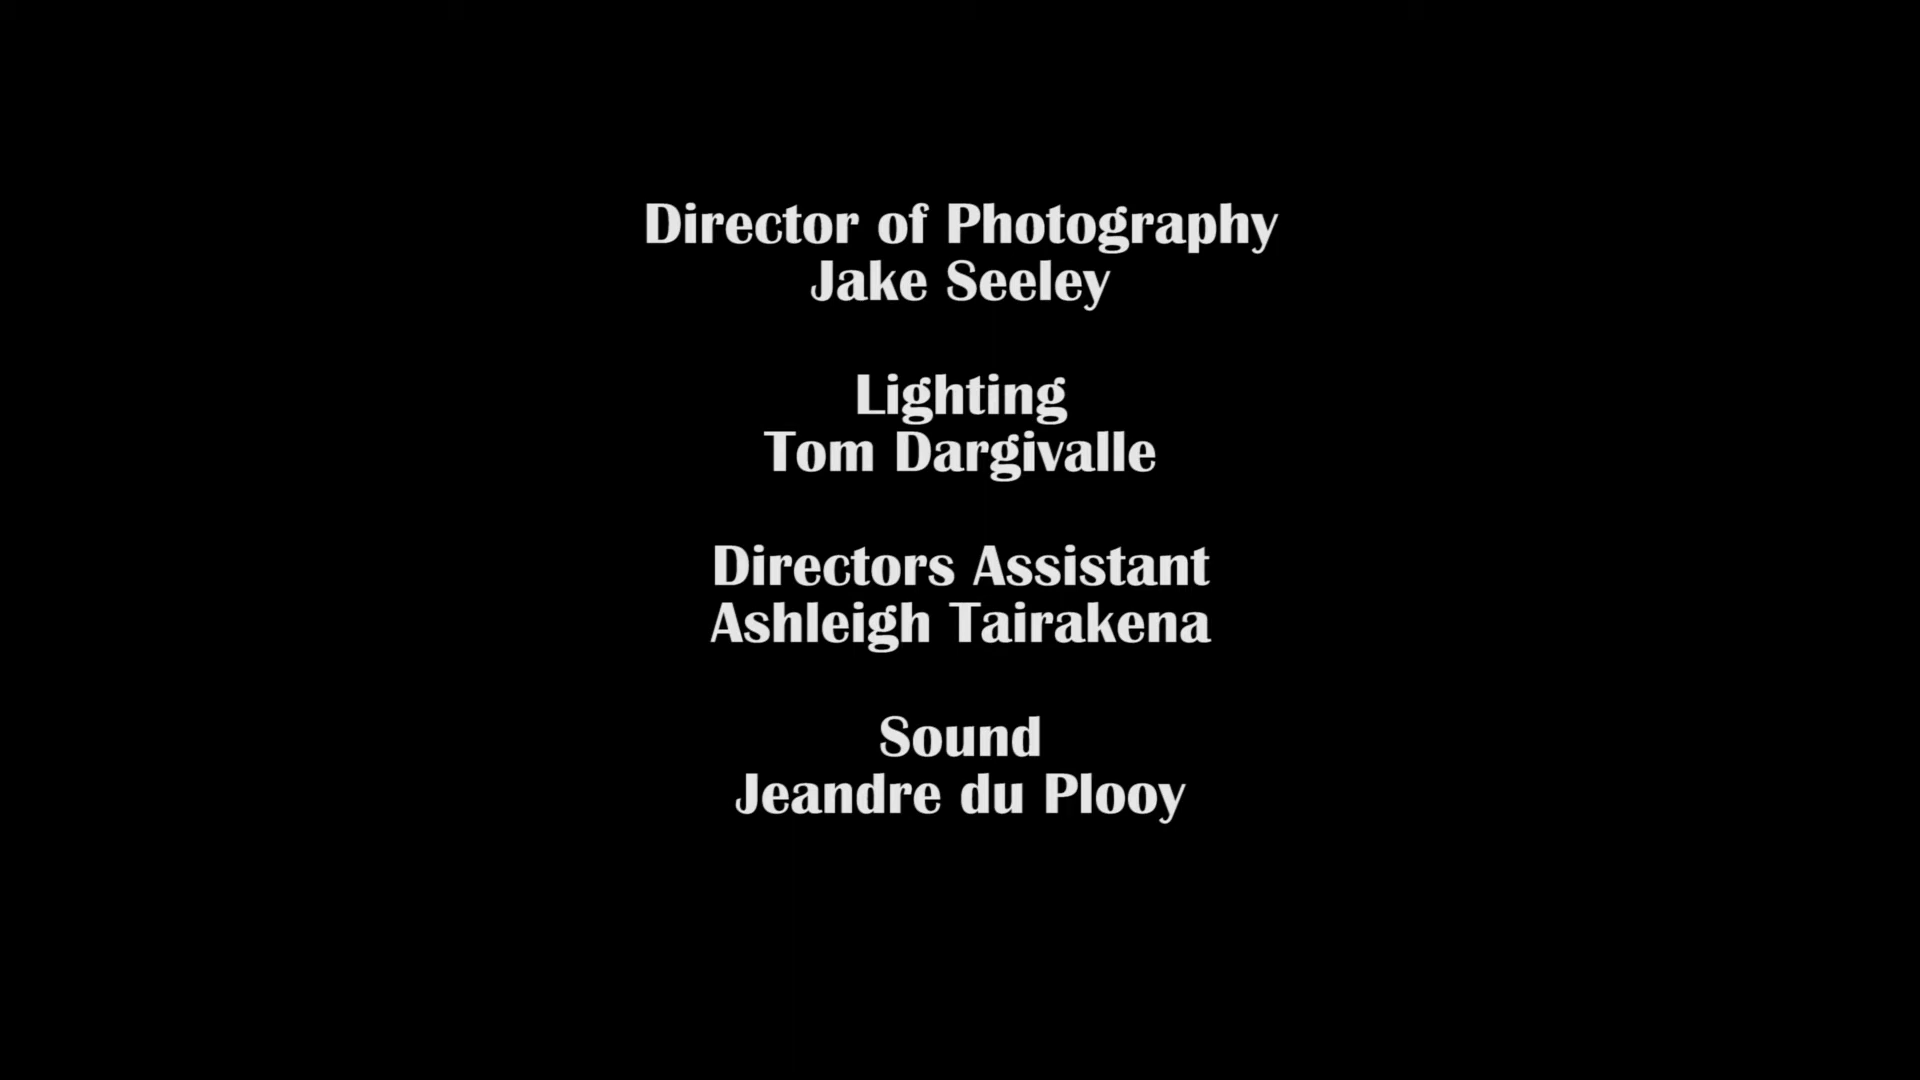 Director of Photography
Jake Seeley
Lighting
Tom Dargivalle
Directors Assistant
Ashleigh Tairakena
Sound
Jeandre du Plooy